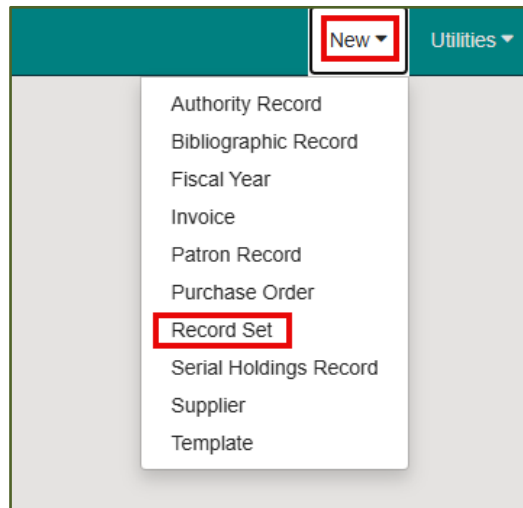 New Utilities
Authority Record
Bibliographic Record
Fiscal Year
Invoice
Patron Record
Purchase Order
Record Set
Serial Holdings Record
Supplier
Template